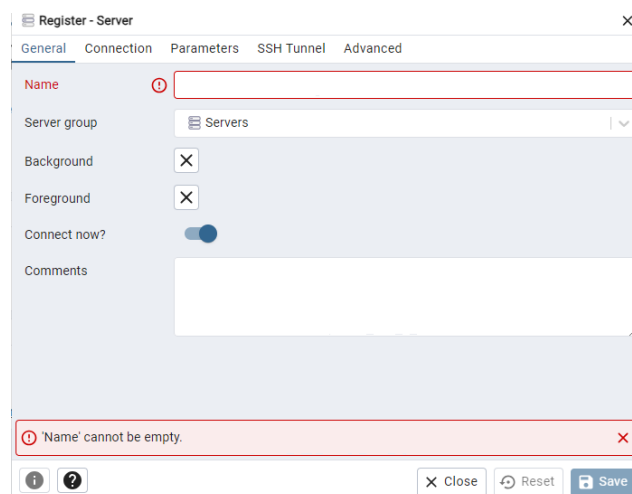 Register - Server
General Connection Parameters SSH Tunnel Advanced
Name
Server group Servers
Background
Foreground
Connect now?
Comments
'Name' cannot be empty.
Close Reset Save